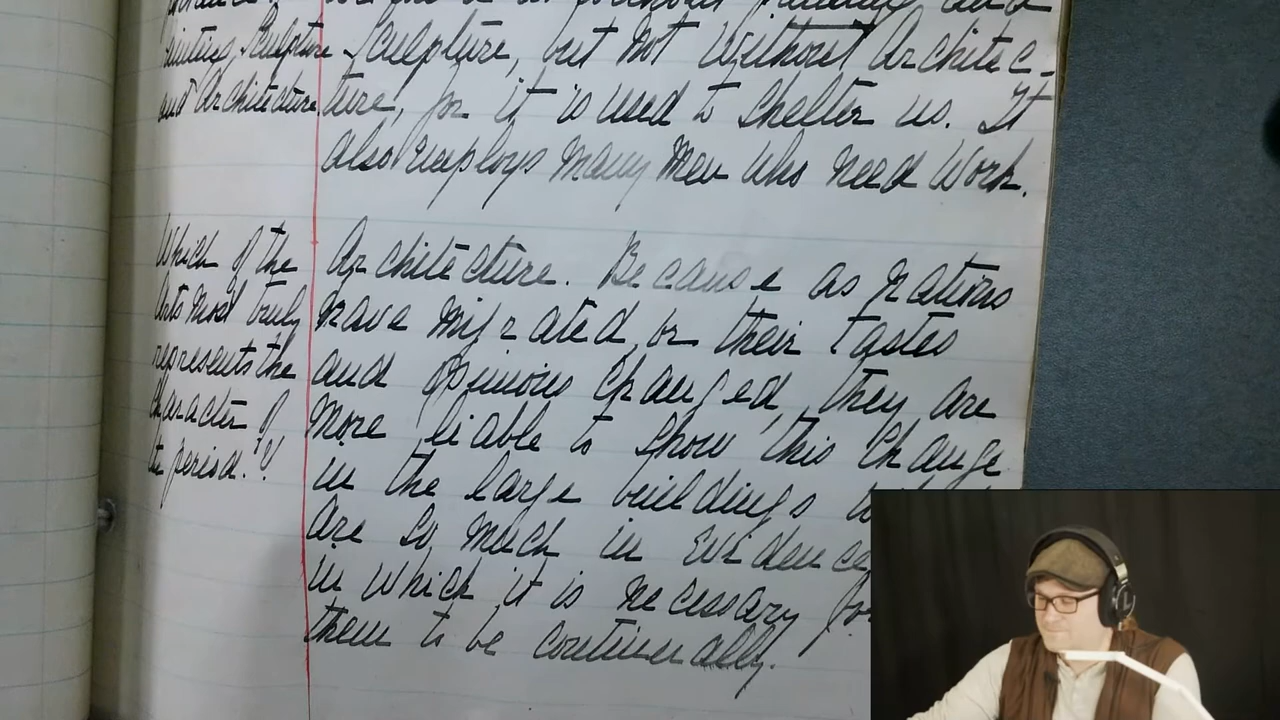 painting, Sculpture
and Architecture.
Sculpture, but not without Architec-
ture, for it is used to shelter us. It
also employs many men who need work.
Which of the
Arts most truly
represents the
character of
the period.?
Architecture. Because as nations
have migrated, or their tastes
and opinions changed, they are
more liable to show this change
in the large buildings
are so much in evidence
in which it is necessary for
them to be continually.